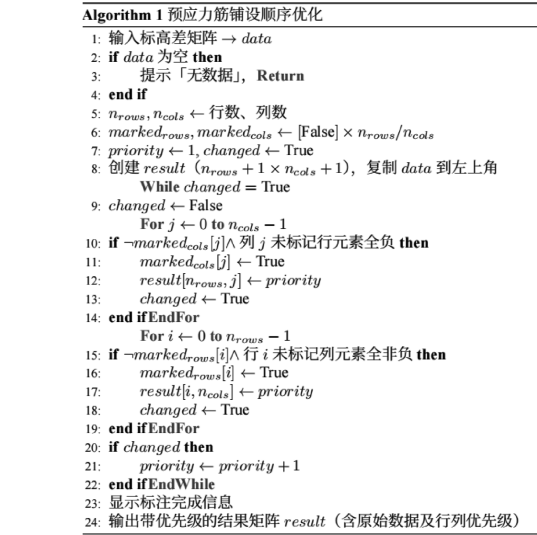 Algorithm 1 预应力筋铺设顺序优化
1: 输入标高差矩阵 → data
2: if data 为空 then
3: 提示「无数据」, Return
4: end if
5: n_rows, n_cols ← 行数、列数
6: marked_rows, marked_cols ← [False] × n_rows/n_cols
7: priority ← 1, changed ← True
8: 创建 result（n_rows + 1 × n_cols + 1），复制 data 到左上角
While changed = True
9: changed ← False
For j ← 0 to n_cols − 1
10: if ¬marked_cols[j]∧ 列 j 未标记行元素全负 then
11: marked_cols[j] ← True
12: result[n_rows, j] ← priority
13: changed ← True
14: end if EndFor
For i ← 0 to n_rows − 1
15: if ¬marked_rows[i]∧ 行 i 未标记列元素全非负 then
16: marked_rows[i] ← True
17: result[i, n_cols] ← priority
18: changed ← True
19: end if EndFor
20: if changed then
21: priority ← priority + 1
22: end if EndWhile
23: 显示标注完成信息
24: 输出带优先级的结果矩阵 result（含原始数据及行列优先级）